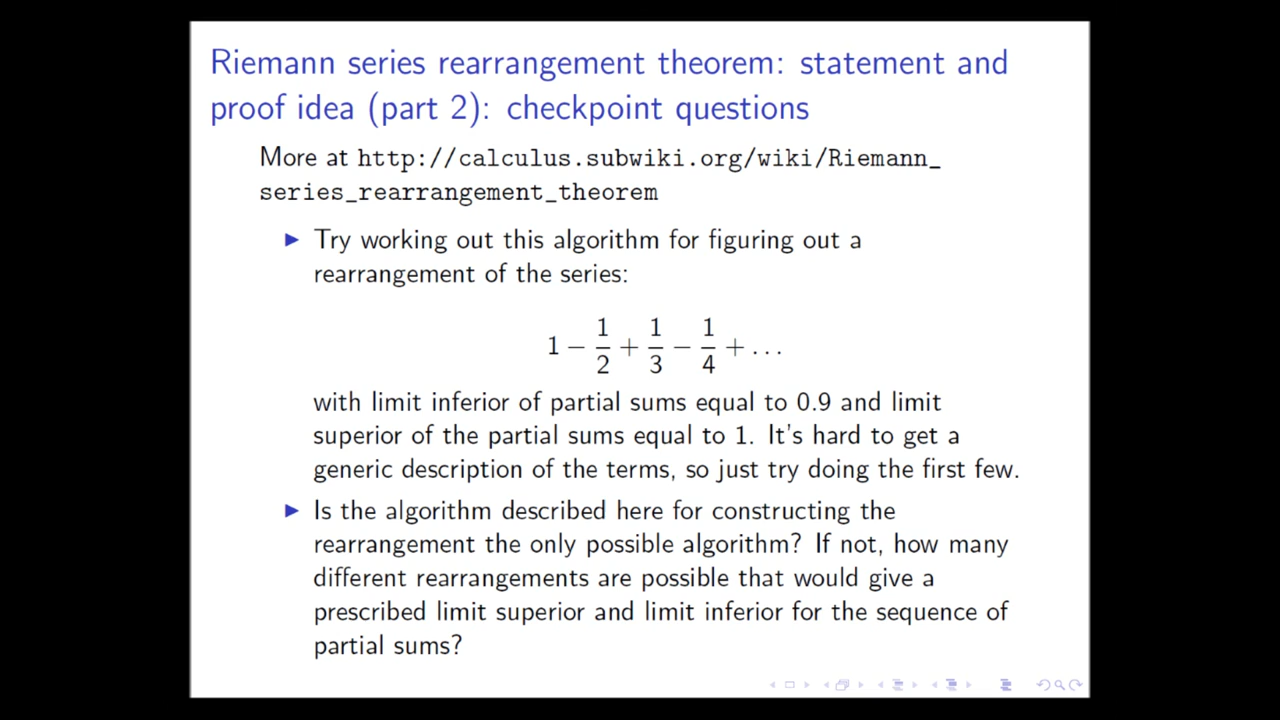 Riemann series rearrangement theorem: statement and
proof idea (part 2): checkpoint questions
More at http://calculus.subwiki.org/wiki/Riemann_
series_rearrangement_theorem
▶ Try working out this algorithm for figuring out a
rearrangement of the series:
1 − 1/2 + 1/3 − 1/4 + ...
with limit inferior of partial sums equal to 0.9 and limit
superior of the partial sums equal to 1. It's hard to get a
generic description of the terms, so just try doing the first few.
▶ Is the algorithm described here for constructing the
rearrangement the only possible algorithm? If not, how many
different rearrangements are possible that would give a
prescribed limit superior and limit inferior for the sequence of
partial sums?